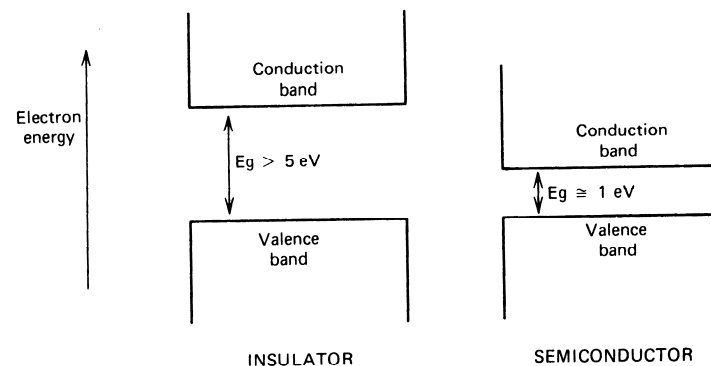 Electron
energy
Conduction
band
Eg > 5 eV
Valence
band
INSULATOR
Conduction
band
Eg ≅ 1 eV
Valence
band
SEMICONDUCTOR